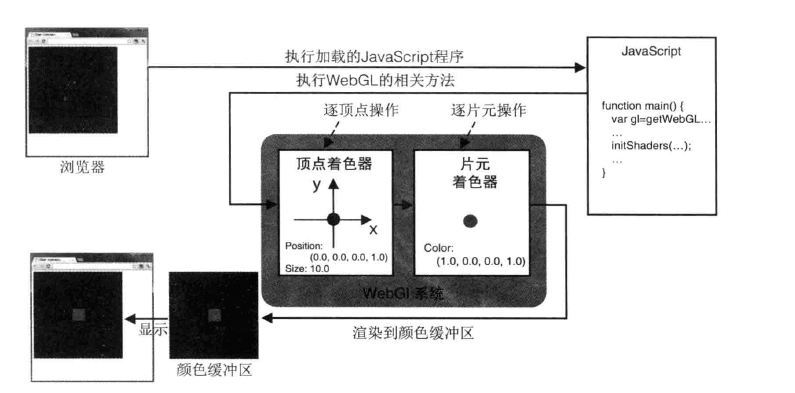 执行加载的JavaScript程序
执行WebGL的相关方法
JavaScript
function main() {
var gl=getWebGL…
…
initShaders(…);
…
}
浏览器
逐顶点操作
逐片元操作
顶点着色器
y
x
Position:
(0.0, 0.0, 0.0, 1.0)
Size: 10.0
片元
着色器
Color:
(1.0, 0.0, 0.0, 1.0)
WebGl 系统
显示
渲染到颜色缓冲区
颜色缓冲区